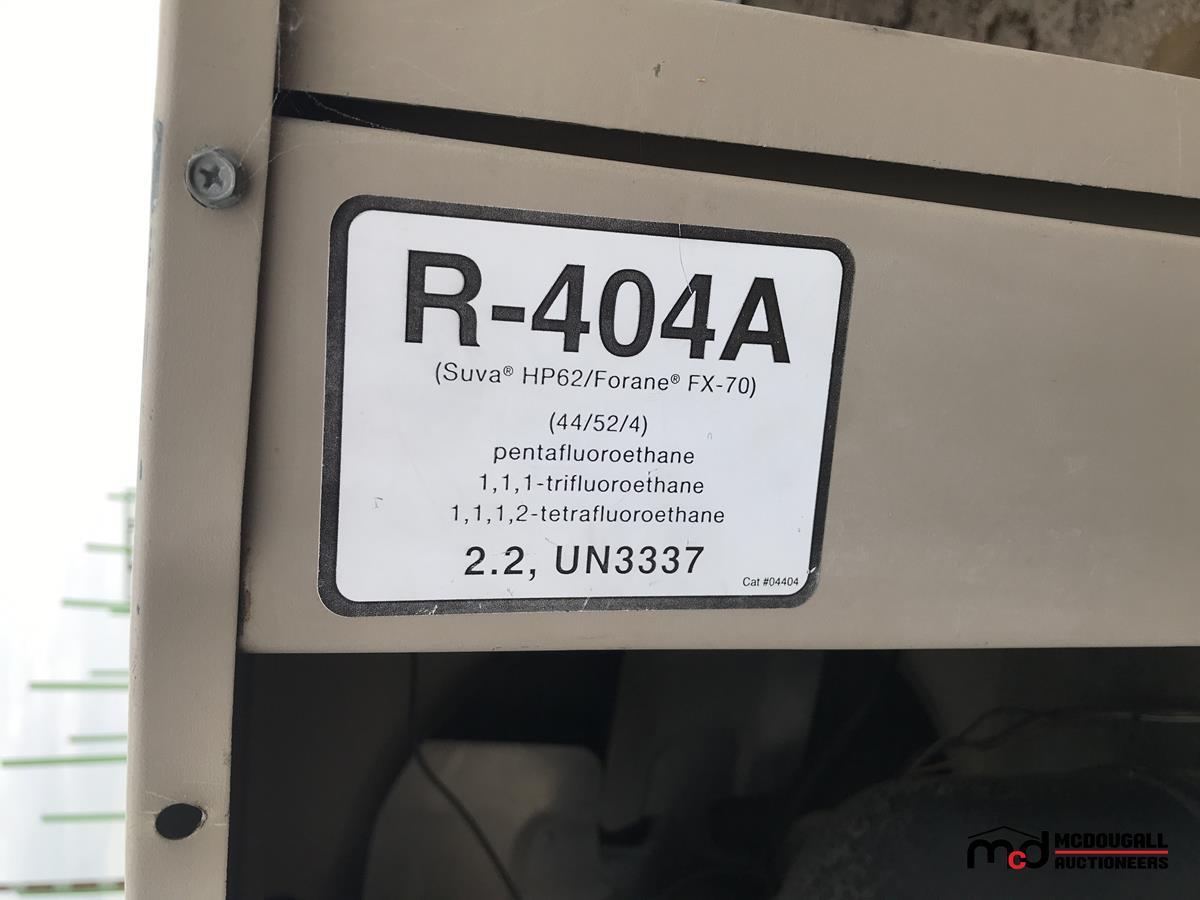 R-404A
(Suva® HP62/Forane® FX-70)
(44/52/4)
pentafluoroethane
1,1,1-trifluoroethane
1,1,1,2-tetrafluoroethane
2.2, UN3337
Cat #04404
mcd MCDOUGALL
AUCTIONEERS